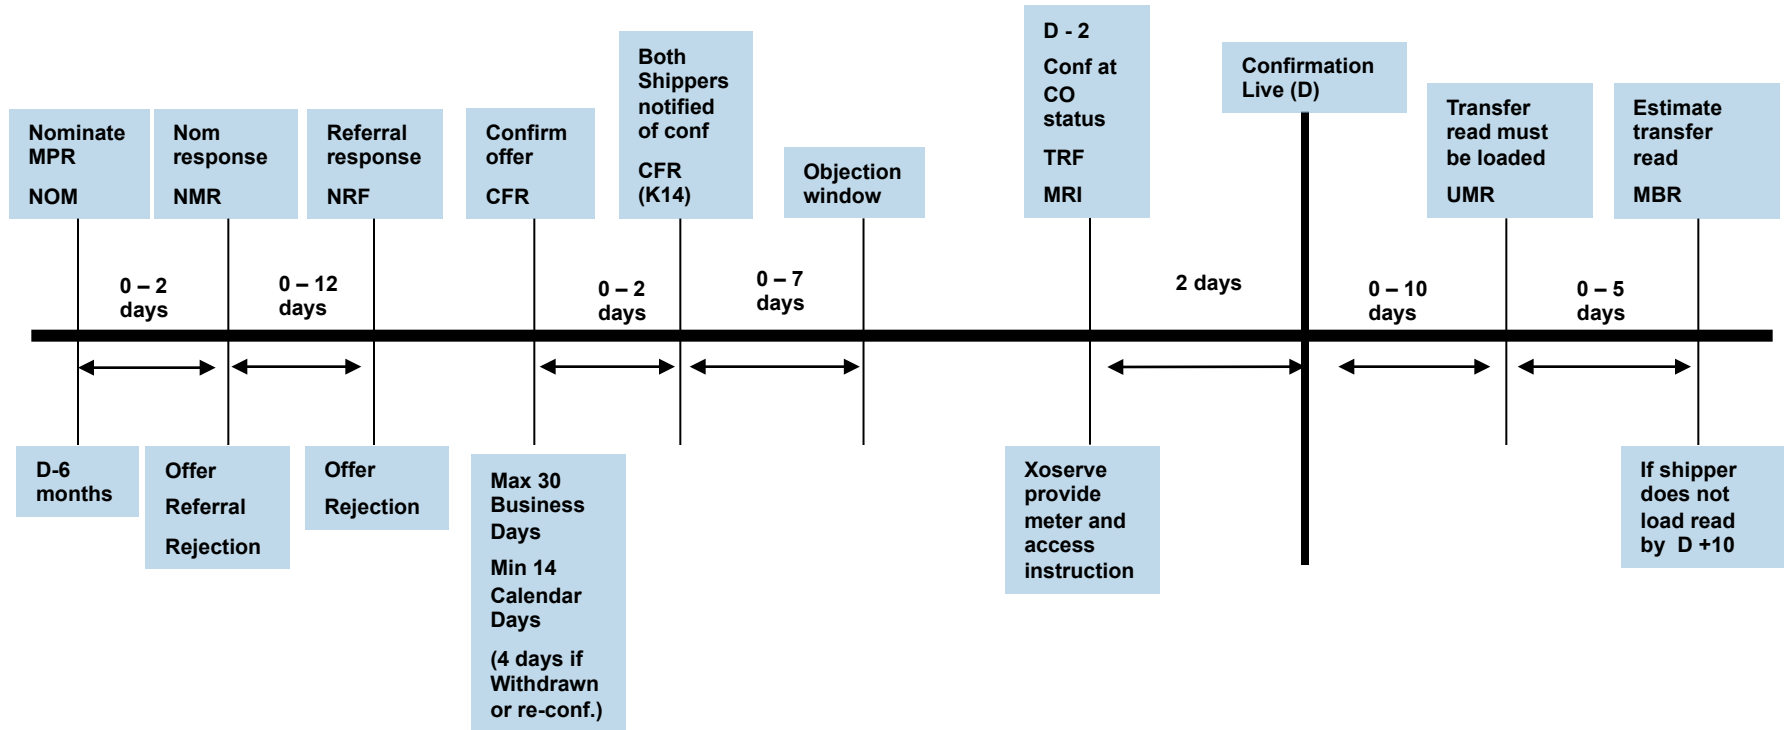 Nominate
MPR
NOM
Nom
response
NMR
Referral
response
NRF
Confirm
offer
CFR
Both
Shippers
notified
of conf
CFR
(K14)
Objection
window
D - 2
Conf at
CO
status
TRF
MRI
Confirmation
Live (D)
Transfer
read must
be loaded
UMR
Estimate
transfer
read
MBR
0 – 2
days
0 – 12
days
0 – 2
days
0 – 7
days
2 days
0 – 10
days
0 – 5
days
D-6
months
Offer
Referral
Rejection
Offer
Rejection
Max 30
Business
Days
Min 14
Calendar
Days
(4 days if
Withdrawn
or re-conf.)
Xoserve
provide
meter and
access
instruction
If shipper
does not
load read
by D +10